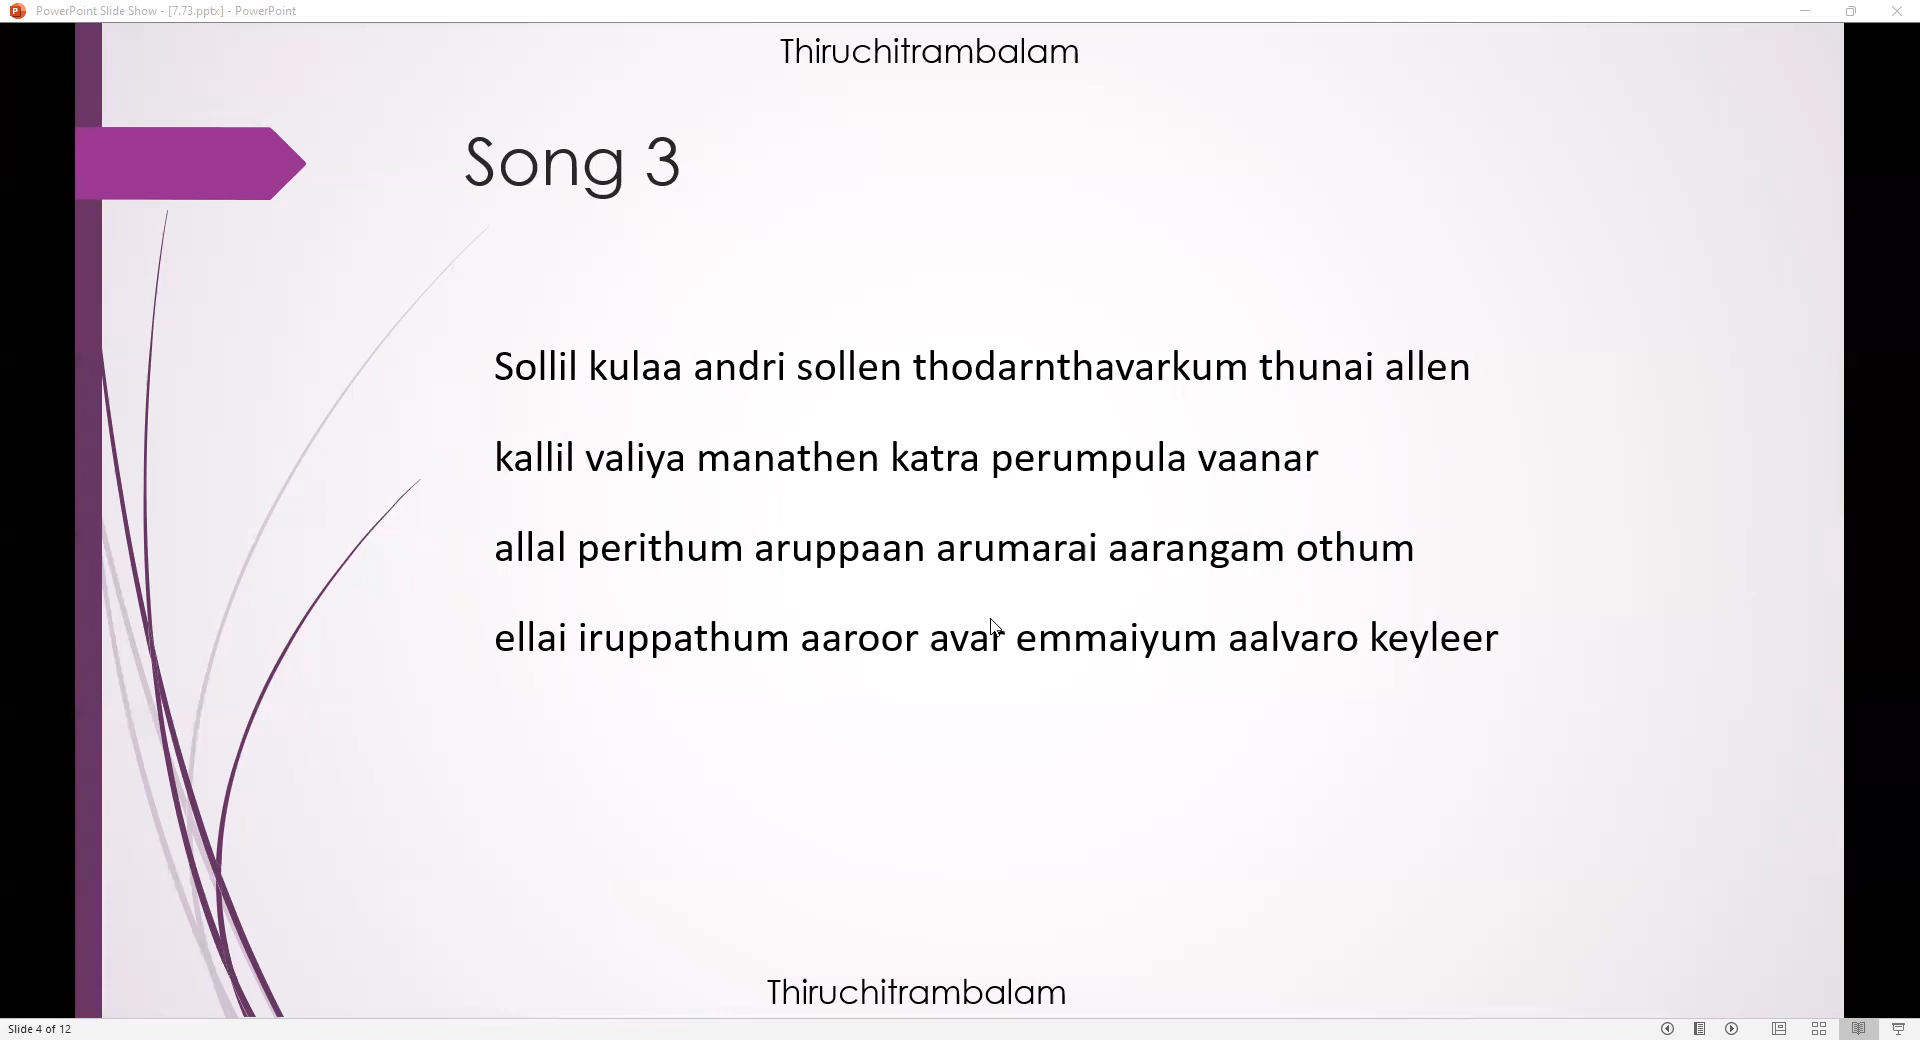 PowerPoint Slide Show - [7.73.pptx] - PowerPoint
Thiruchitrambalam
Song 3
Sollil kulaa andri sollen thodarnthavarkum thunai allen
kallil valiya manathen katra perumpula vaanar
allal perithum aruppaan arumarai aarangam othum
ellai iruppathum aaroor avar emmaiyum aalvaro keyleer
Thiruchitrambalam
Slide 4 of 12